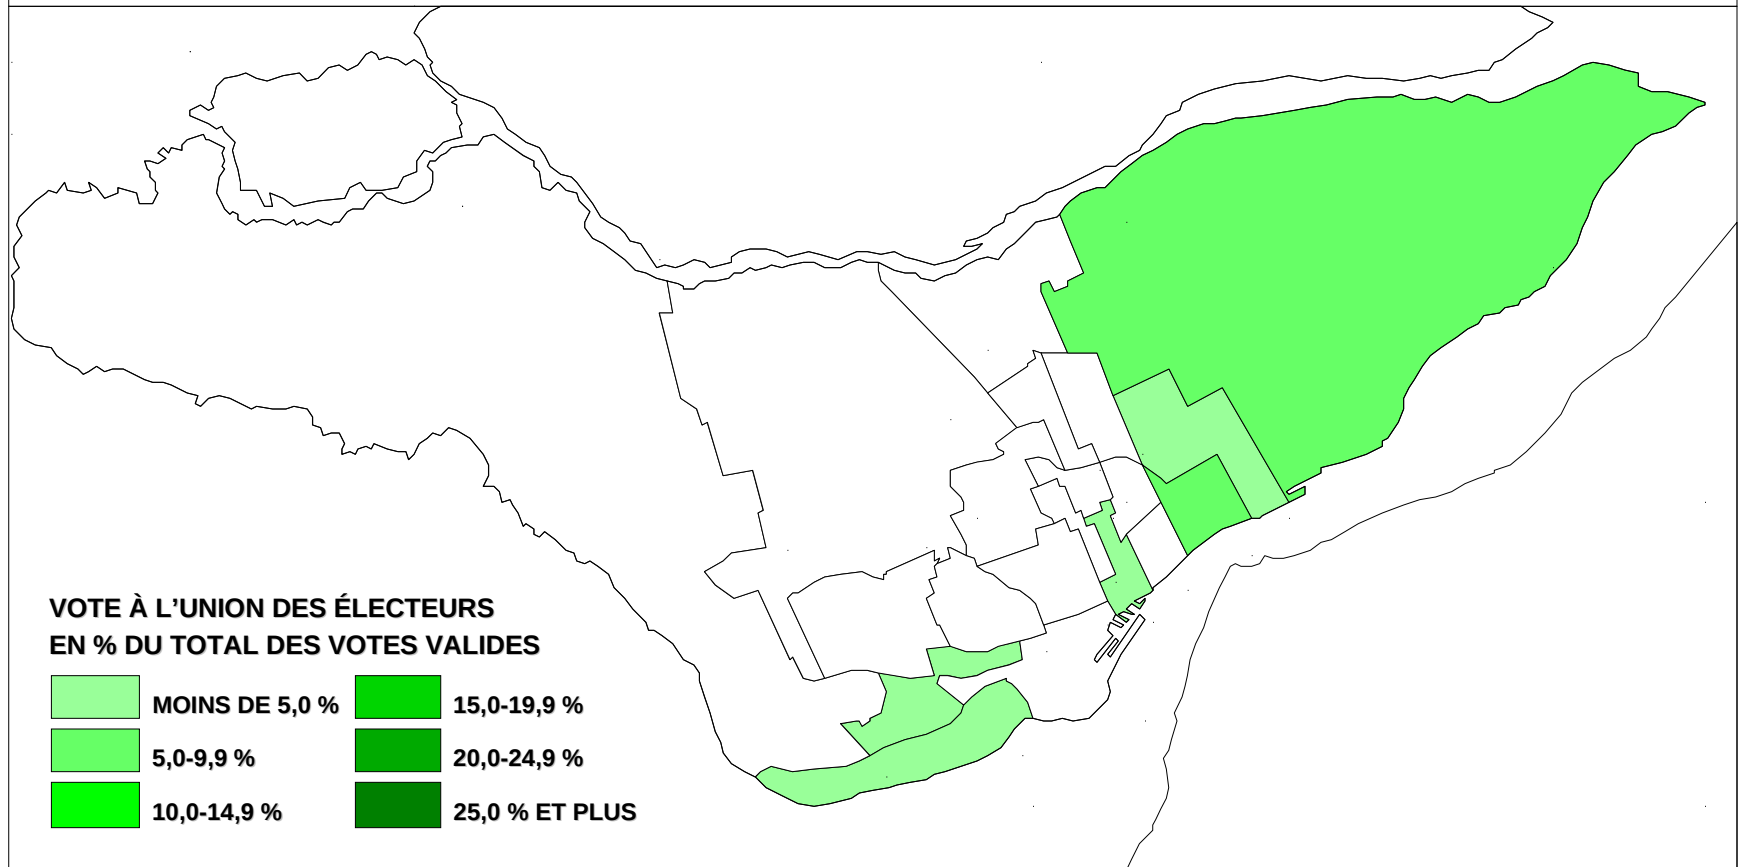 VOTE À L’UNION DES ÉLECTEURS
EN % DU TOTAL DES VOTES VALIDES
MOINS DE 5,0 %
15,0-19,9 %
5,0-9,9 %
20,0-24,9 %
10,0-14,9 %
25,0 % ET PLUS